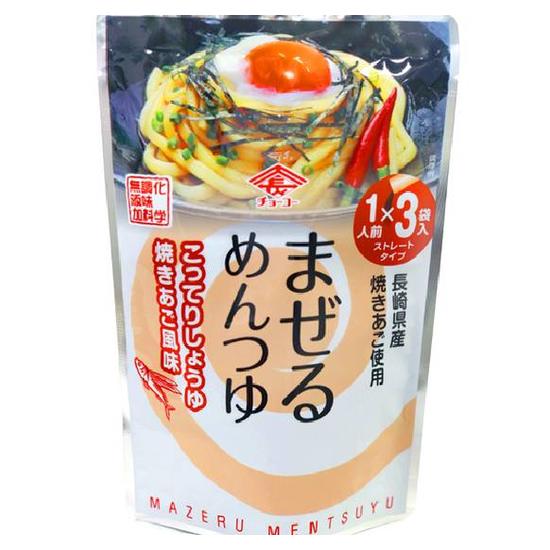 化学調味料無添加
チョーコー
1人前×3袋入
ストレート
タイプ
長崎県産
焼きあご使用
まぜる
めんつゆ
こってりしょうゆ
焼きあご風味
MAZERU MENTSUYU